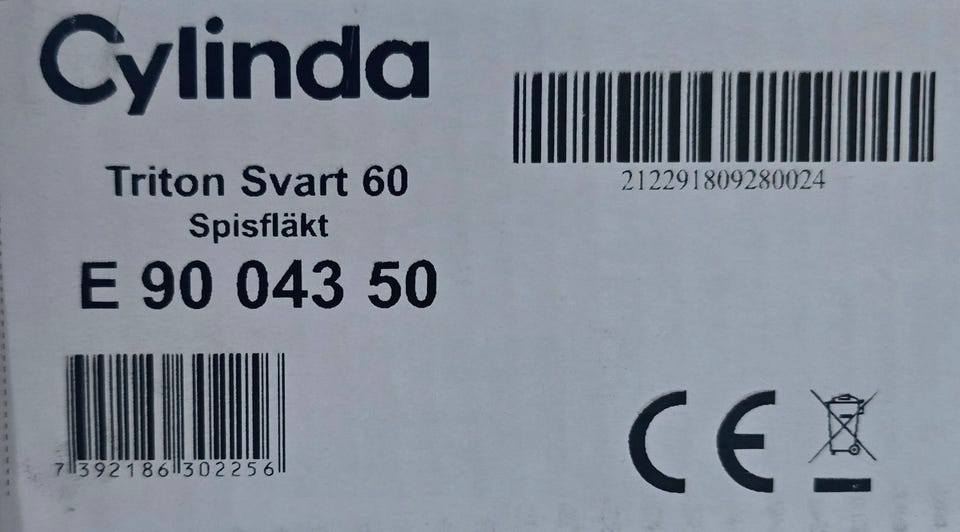 Cylinda
212291809280024
Triton Svart 60
Spisfläkt
E 90 043 50
7 392186 302256
CE